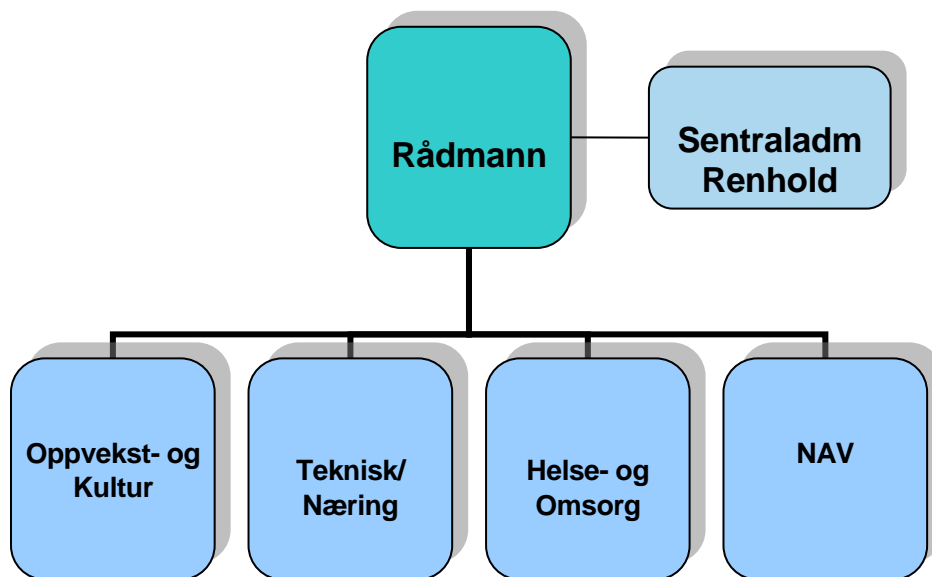 Rådmann
Sentraladm
Renhold
Oppvekst- og
Kultur
Teknisk/
Næring
Helse- og
Omsorg
NAV